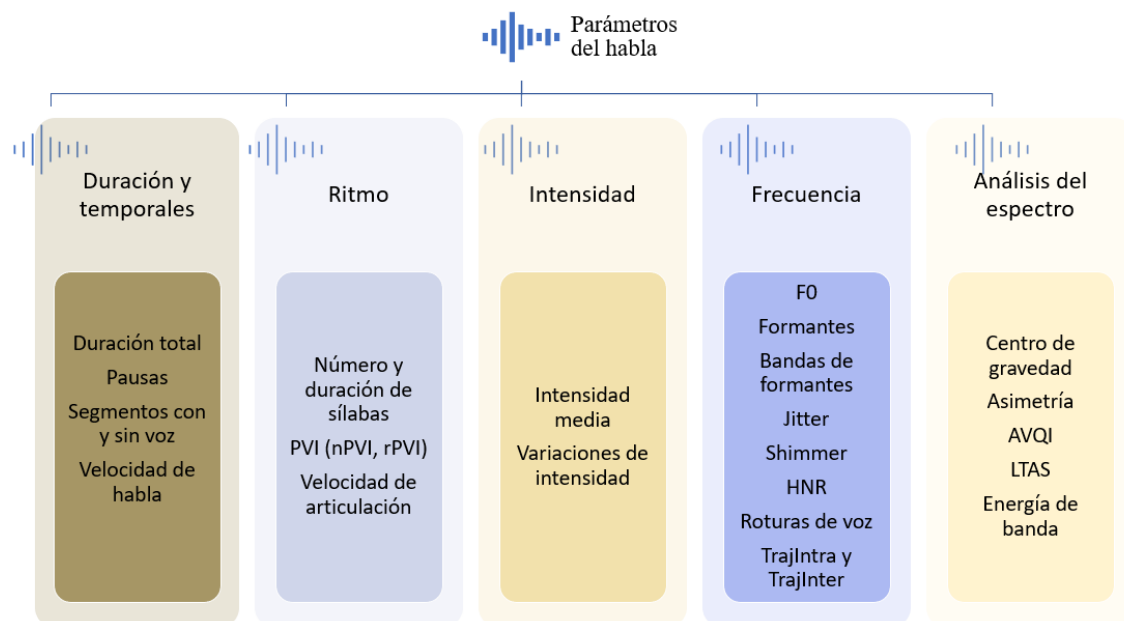 Parámetros
del habla
Duración y
temporales
Duración total
Pausas
Segmentos con
y sin voz
Velocidad de
habla
Ritmo
Número y
duración de
sílabas
PVI (nPVI, rPVI)
Velocidad de
articulación
Intensidad
Intensidad
media
Variaciones de
intensidad
Frecuencia
F0
Formantes
Bandas de
formantes
Jitter
Shimmer
HNR
Roturas de voz
TrajIntra y
TrajInter
Análisis del
espectro
Centro de
gravedad
Asimetría
AVQI
LTAS
Energía de
banda